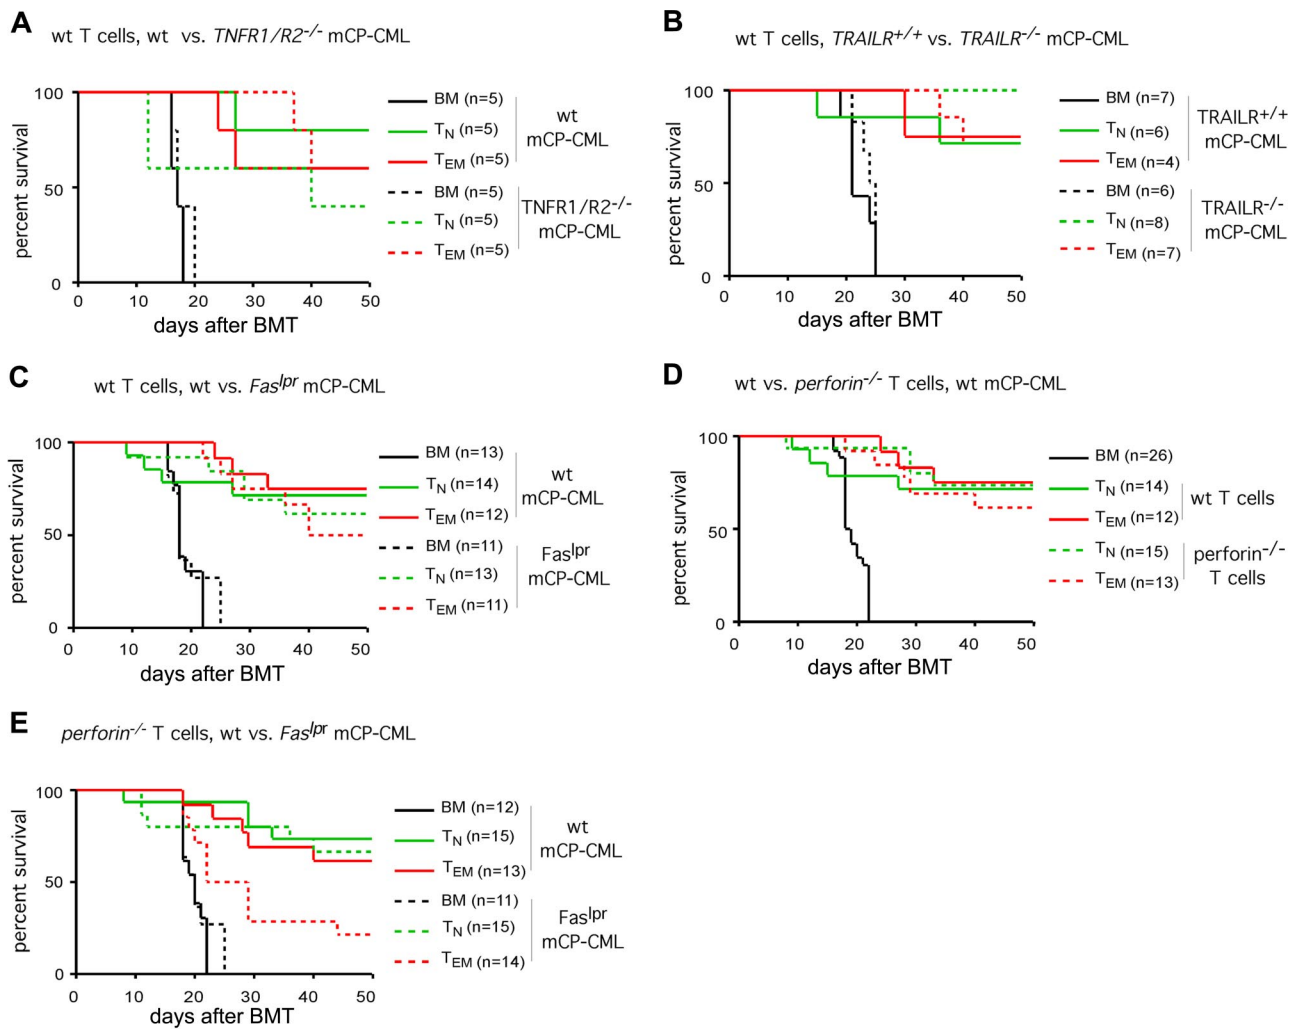 A
wt T cells, wt vs. TNFR1/R2-/- mCP-CML
percent survival
100
50
0
0 10 20 30 40 50
days after BMT
BM (n=5)
TN (n=5)
TEM (n=5)
wt
mCP-CML
BM (n=5)
TN (n=5)
TEM (n=5)
TNFR1/R2-/-
mCP-CML
B
wt T cells, TRAILR+/+ vs. TRAILR-/- mCP-CML
percent survival
100
50
0
0 10 20 30 40 50
days after BMT
BM (n=7)
TN (n=6)
TEM (n=4)
TRAILR+/+
mCP-CML
BM (n=6)
TN (n=8)
TEM (n=7)
TRAILR-/-
mCP-CML
C
wt T cells, wt vs. Faslpr mCP-CML
percent survival
100
50
0
0 10 20 30 40 50
days after BMT
BM (n=13)
TN (n=14)
TEM (n=12)
wt
mCP-CML
BM (n=11)
TN (n=13)
TEM (n=11)
Faslpr
mCP-CML
D
wt vs. perforin-/- T cells, wt mCP-CML
percent survival
100
50
0
0 10 20 30 40 50
days after BMT
BM (n=26)
TN (n=14)
TEM (n=12)
wt T cells
TN (n=15)
TEM (n=13)
perforin-/-
T cells
E
perforin-/- T cells, wt vs. Faslpr mCP-CML
percent survival
100
50
0
0 10 20 30 40 50
days after BMT
BM (n=12)
TN (n=15)
TEM (n=13)
wt
mCP-CML
BM (n=11)
TN (n=15)
TEM (n=14)
Faslpr
mCP-CML